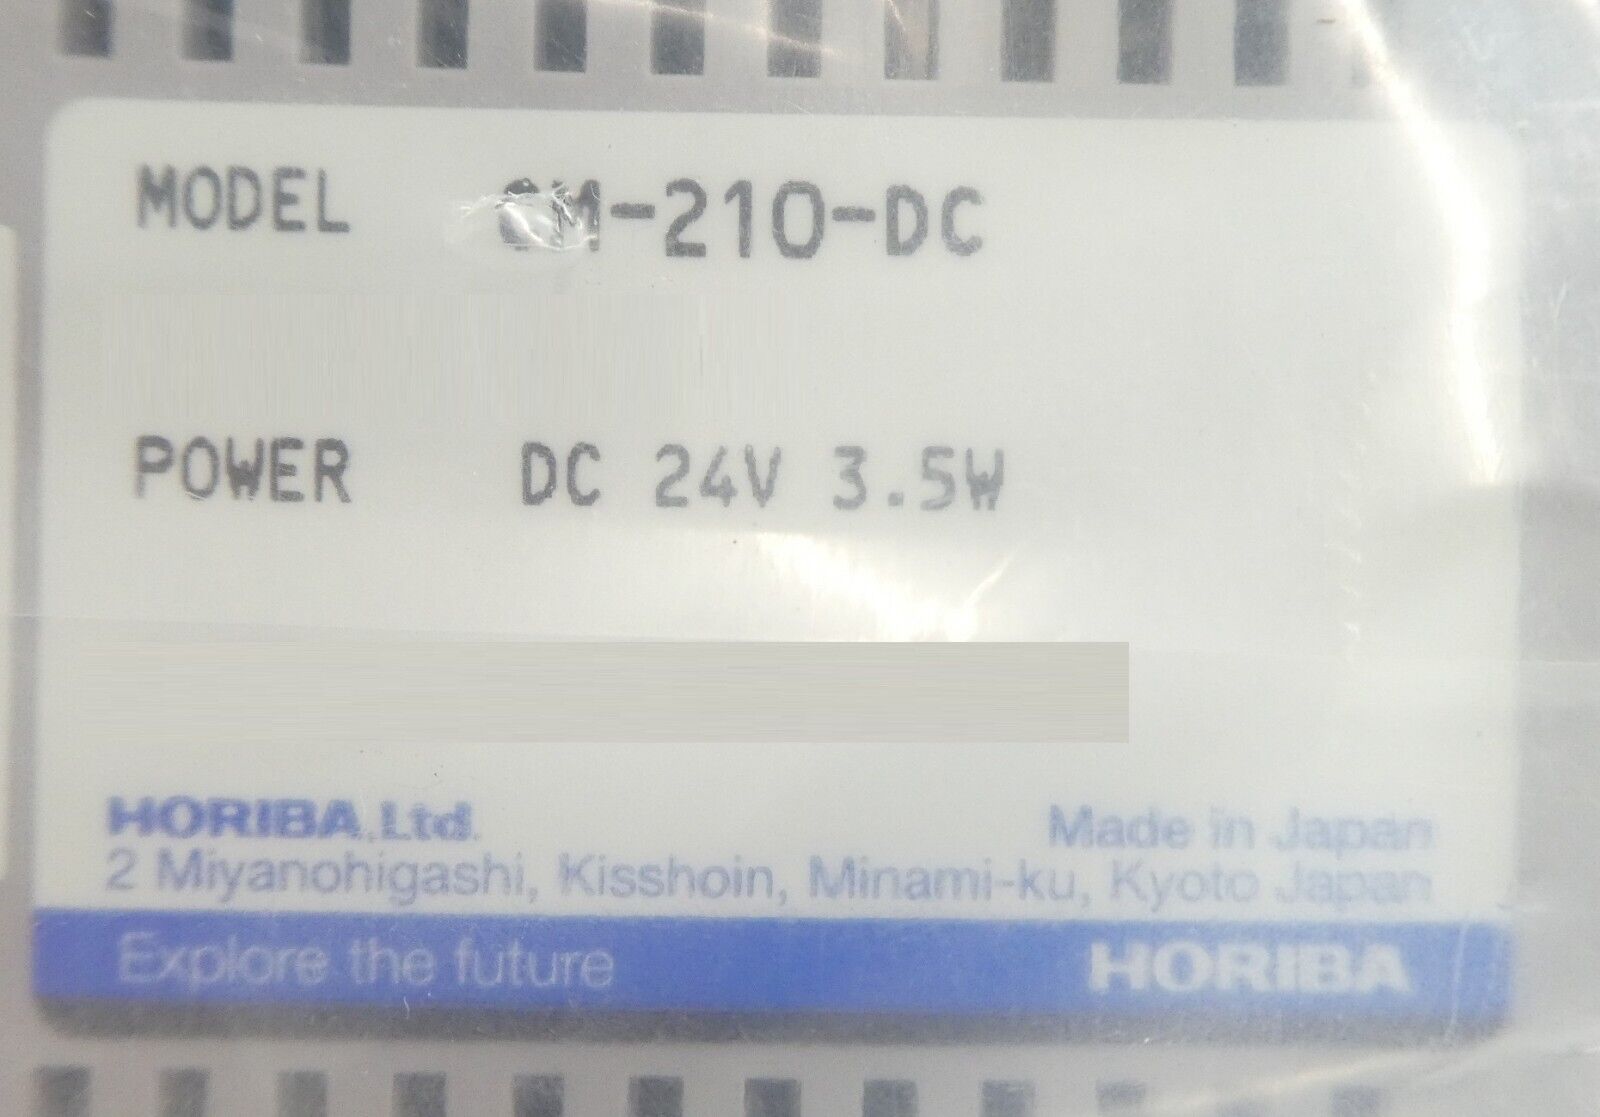 MODEL CM-210-DC
POWER DC 24V 3.5W
HORIBA, Ltd. Made in Japan
2 Miyanohigashi, Kisshoin, Minami-ku, Kyoto Japan
Explore the future HORIBA